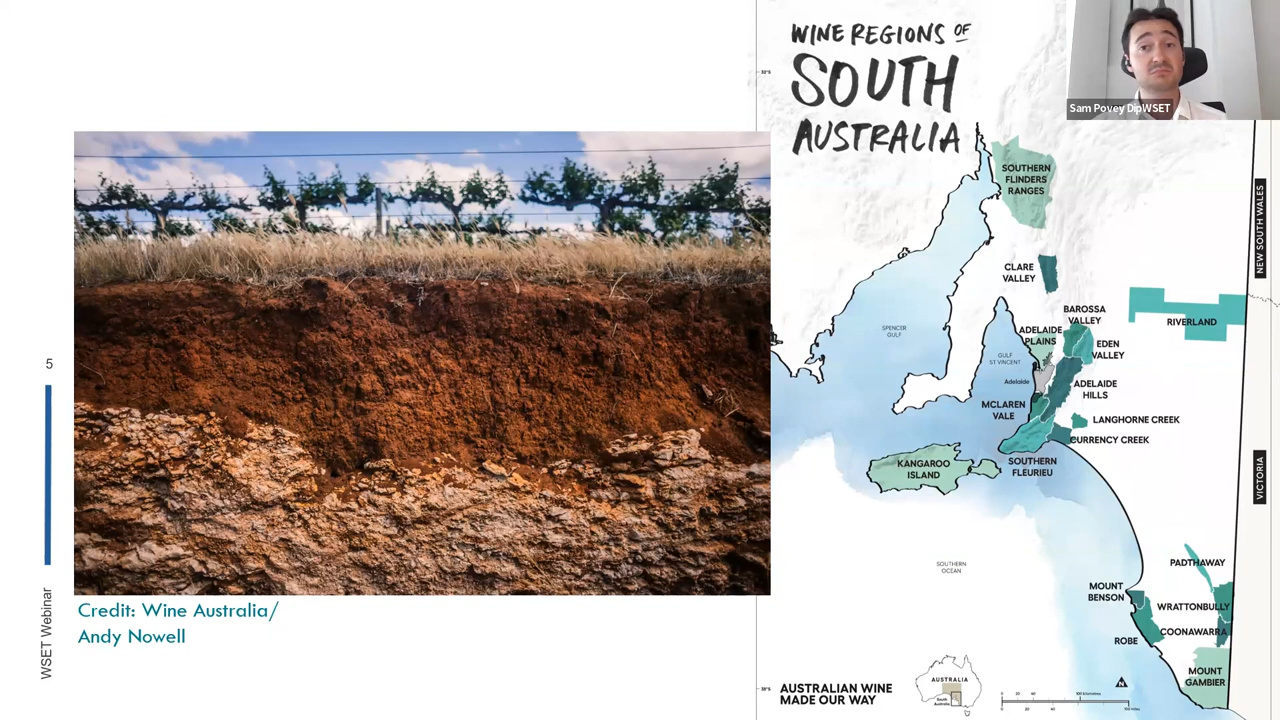 WINE REGIONS OF
SOUTH
AUSTRALIA
Sam Povey DipWSET
32°S
SOUTHERN
FLINDERS
RANGES
NEW SOUTH WALES
CLARE
VALLEY
BAROSSA
VALLEY
RIVERLAND
SPENCER
GULF
ADELAIDE
PLAINS
EDEN
VALLEY
GULF
ST VINCENT
Adelaide
ADELAIDE
HILLS
MCLAREN
VALE
LANGHORNE CREEK
CURRENCY CREEK
KANGAROO
ISLAND
SOUTHERN
FLEURIEU
VICTORIA
SOUTHERN
OCEAN
PADTHAWAY
MOUNT
BENSON
WRATTONBULLY
COONAWARRA
ROBE
MOUNT
GAMBIER
AUSTRALIA
South
Australia
AUSTRALIAN WINE
MADE OUR WAY
N
5
WSET Webinar
Credit: Wine Australia/
Andy Nowell